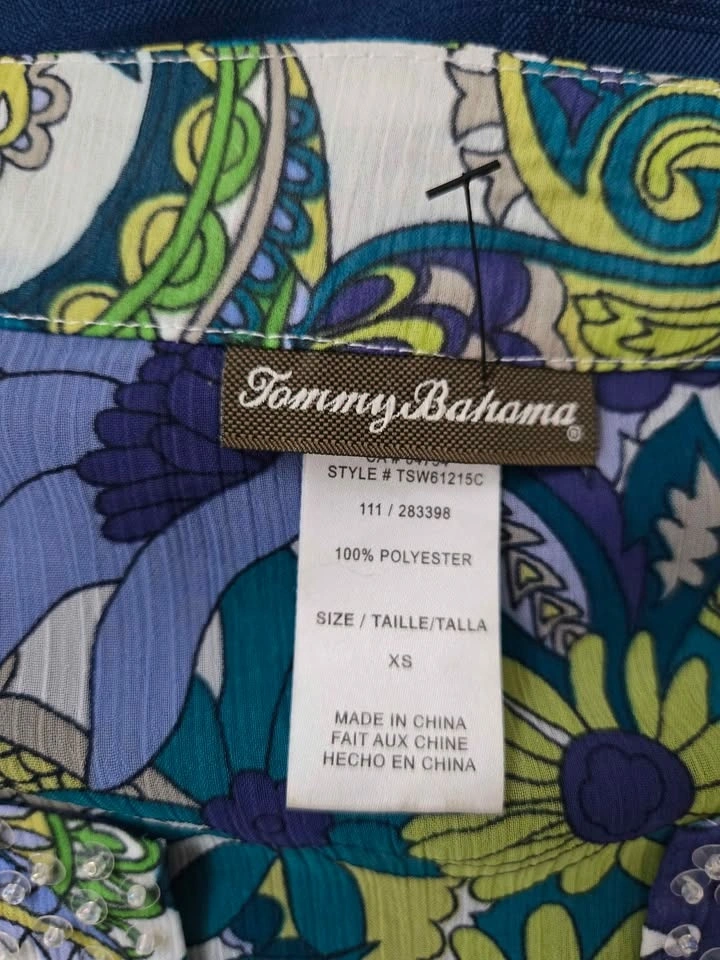 Tommy Bahama®
STYLE # TSW61215C
111 / 283398
100% POLYESTER
SIZE / TAILLE/TALLA
XS
MADE IN CHINA
FAIT AUX CHINE
HECHO EN CHINA